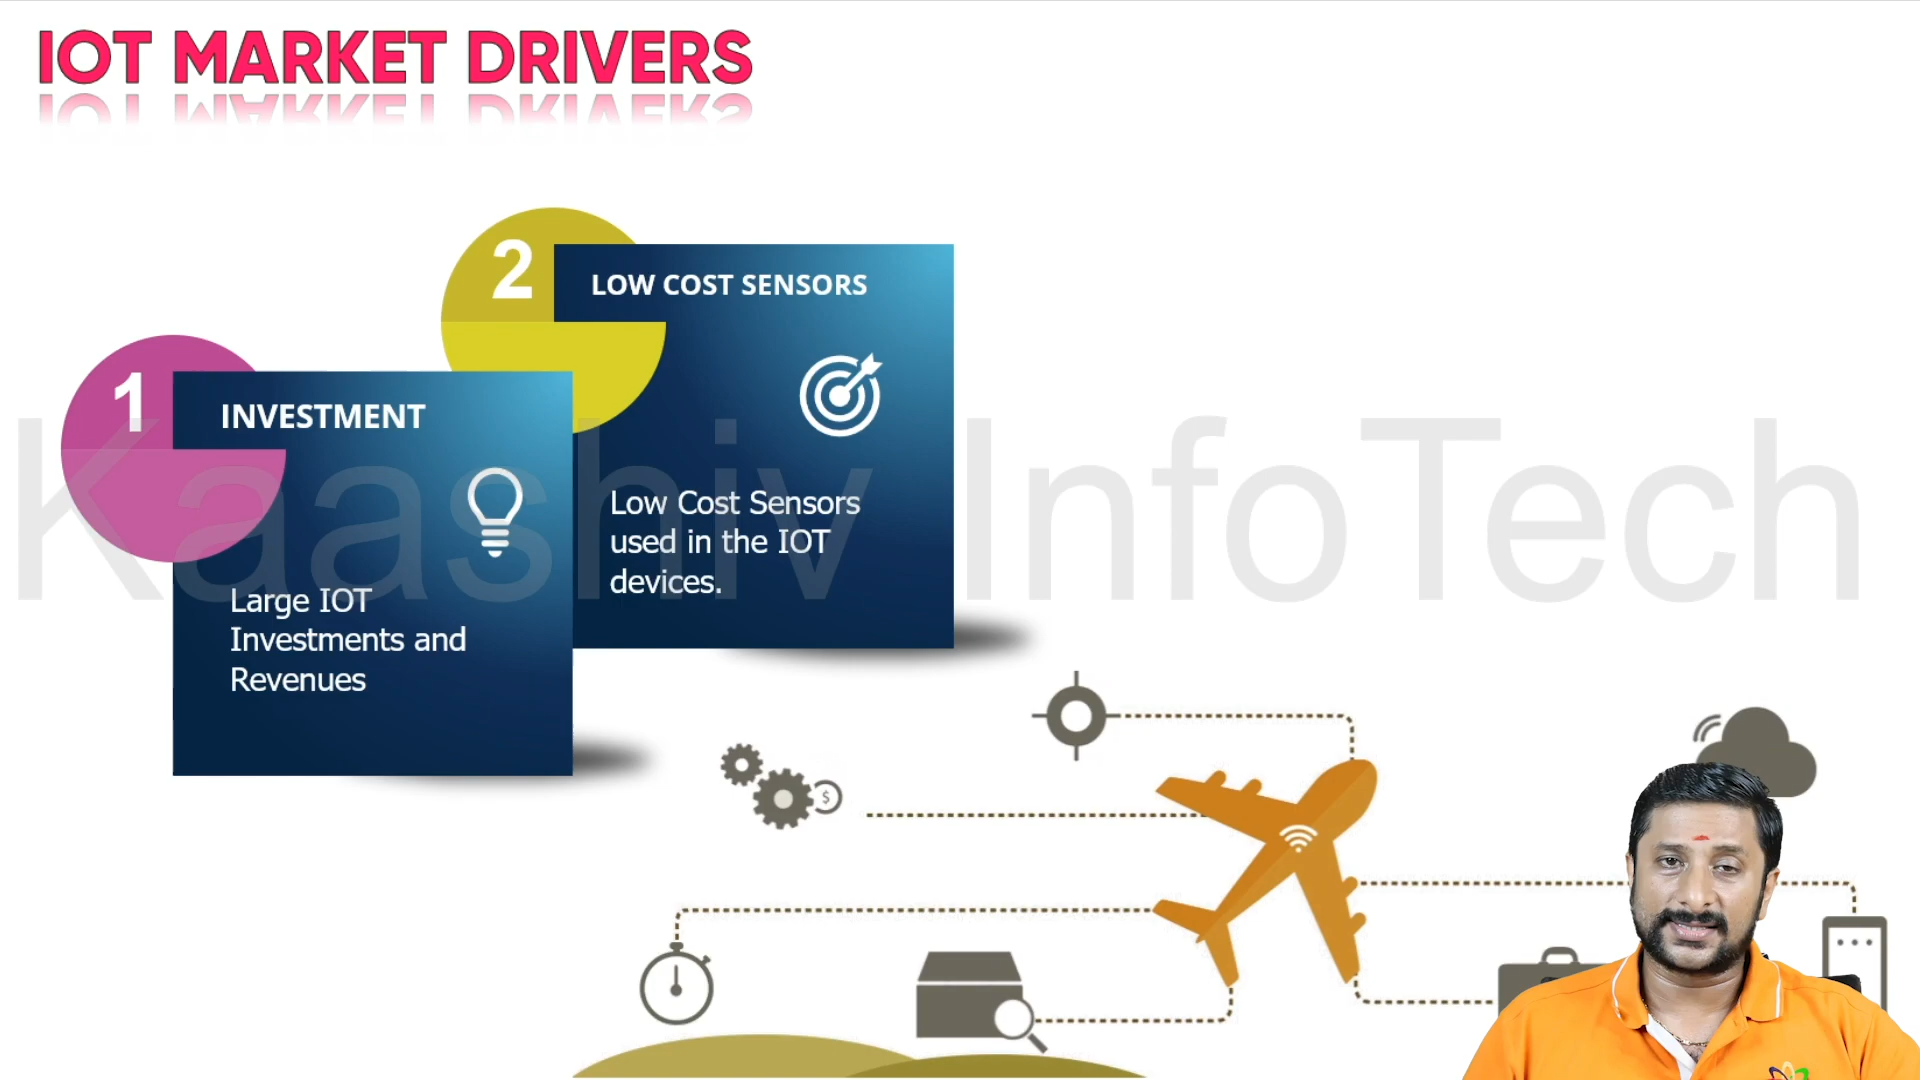 IOT MARKET DRIVERS
1
INVESTMENT
Large IOT
Investments and
Revenues
2
LOW COST SENSORS
Low Cost Sensors
used in the IOT
devices.
Kaashiv InfoTech
$